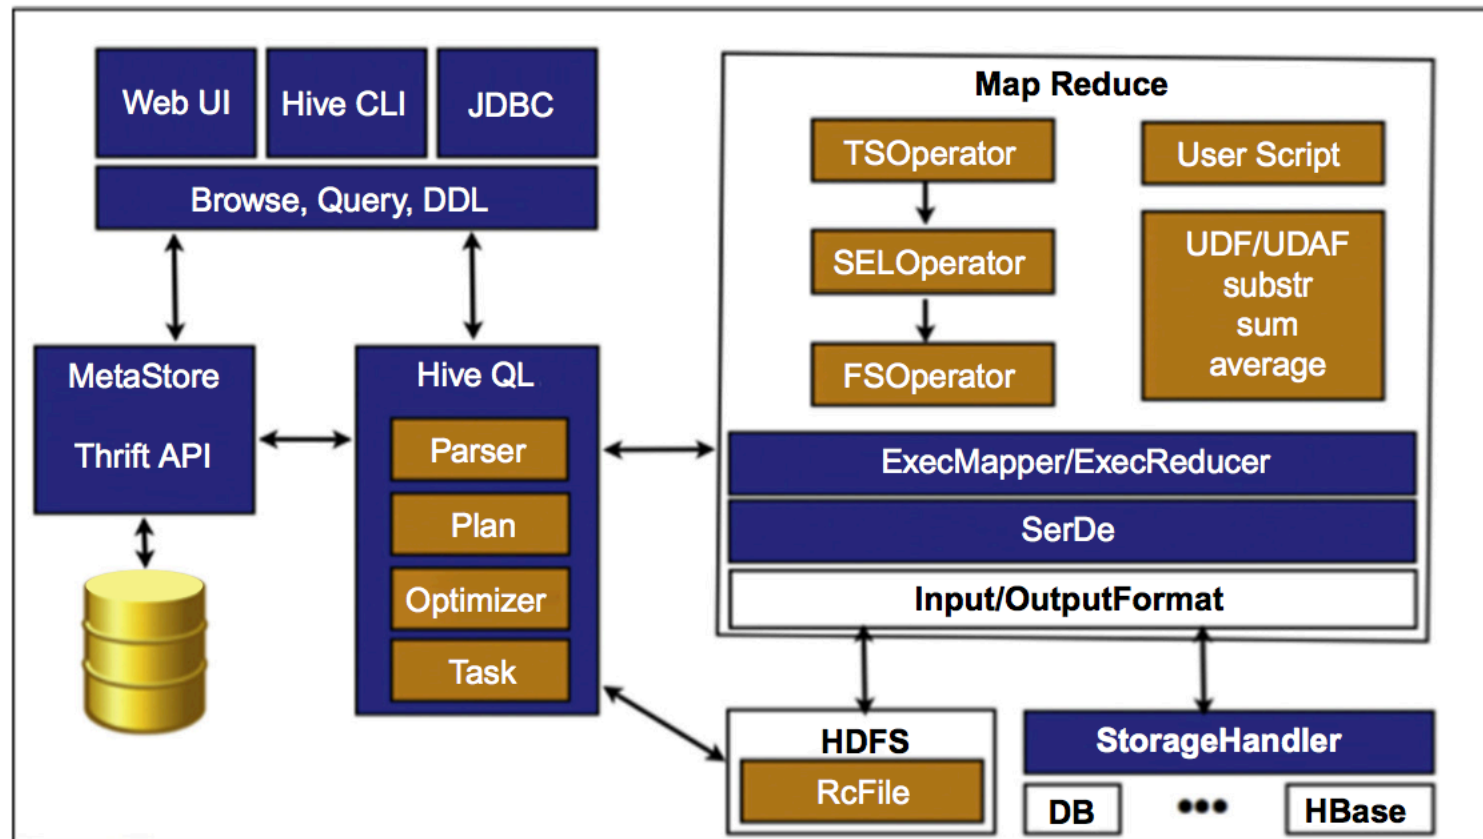 Web UI
Hive CLI
JDBC
Browse, Query, DDL
MetaStore
Thrift API
Hive QL
Parser
Plan
Optimizer
Task
Map Reduce
TSOperator
SELOperator
FSOperator
User Script
UDF/UDAF
substr
sum
average
ExecMapper/ExecReducer
SerDe
Input/OutputFormat
HDFS
RcFile
StorageHandler
DB
•••
HBase